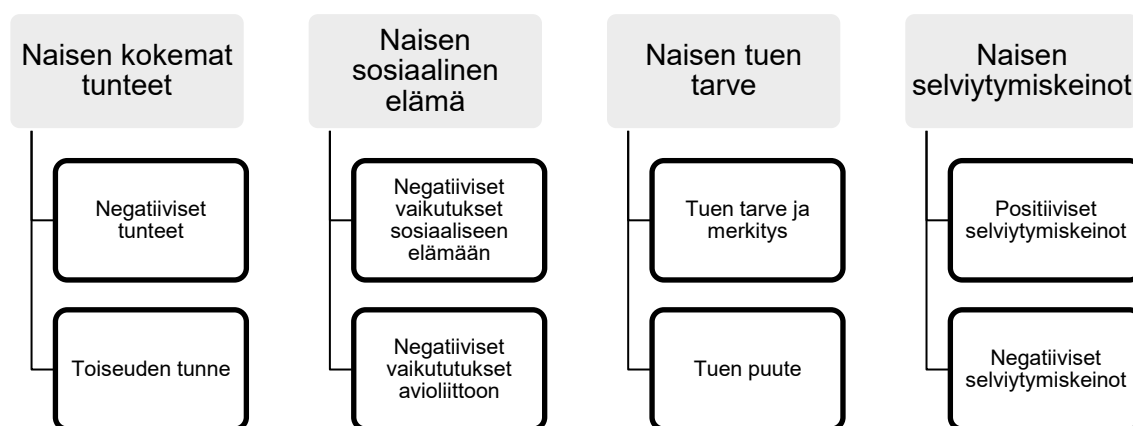 Naisen kokemat
tunteet
Negatiiviset
tunteet
Toiseuden tunne
Naisen
sosiaalinen
elämä
Negatiiviset
vaikutukset
sosiaaliseen
elämään
Negatiiviset
vaikututukset
avioliittoon
Naisen tuen
tarve
Tuen tarve ja
merkitys
Tuen puute
Naisen
selviytymiskeinot
Positiiviset
selviytymiskeinot
Negatiiviset
selviytymiskeinot